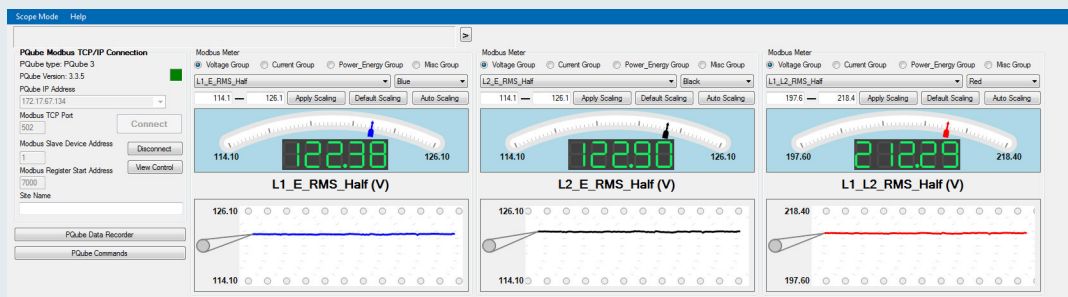 Scope Mode Help
>
PQube Modbus TCP/IP Connection
PQube type: PQube 3
PQube Version: 3.3.5
PQube IP Address
172.17.67.134
Modbus TCP Port
502
Connect
Modbus Slave Device Address
1
Disconnect
Modbus Register Start Address
View Control
7000
Site Name
PQube Data Recorder
PQube Commands
Modbus Meter
Voltage Group Current Group Power_Energy Group Misc Group
L1_E_RMS_Half Blue
114.1 — 126.1 Apply Scaling Default Scaling Auto Scaling
114.10 122.38 126.10
L1_E_RMS_Half (V)
126.10
114.10
Modbus Meter
Voltage Group Current Group Power_Energy Group Misc Group
L2_E_RMS_Half Black
114.1 — 126.1 Apply Scaling Default Scaling Auto Scaling
114.10 122.90 126.10
L2_E_RMS_Half (V)
126.10
114.10
Modbus Meter
Voltage Group Current Group Power_Energy Group Misc Group
L1_L2_RMS_Half Red
197.6 — 218.4 Apply Scaling Default Scaling Auto Scaling
197.60 212.29 218.40
L1_L2_RMS_Half (V)
218.40
197.60